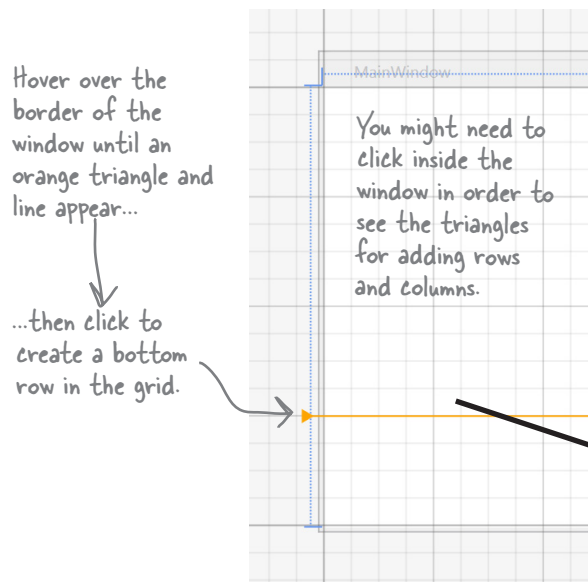 Hover over the
border of the
window until an
orange triangle and
line appear...
...then click to
create a bottom
row in the grid.
MainWindow
You might need to
click inside the
window in order to
see the triangles
for adding rows
and columns.